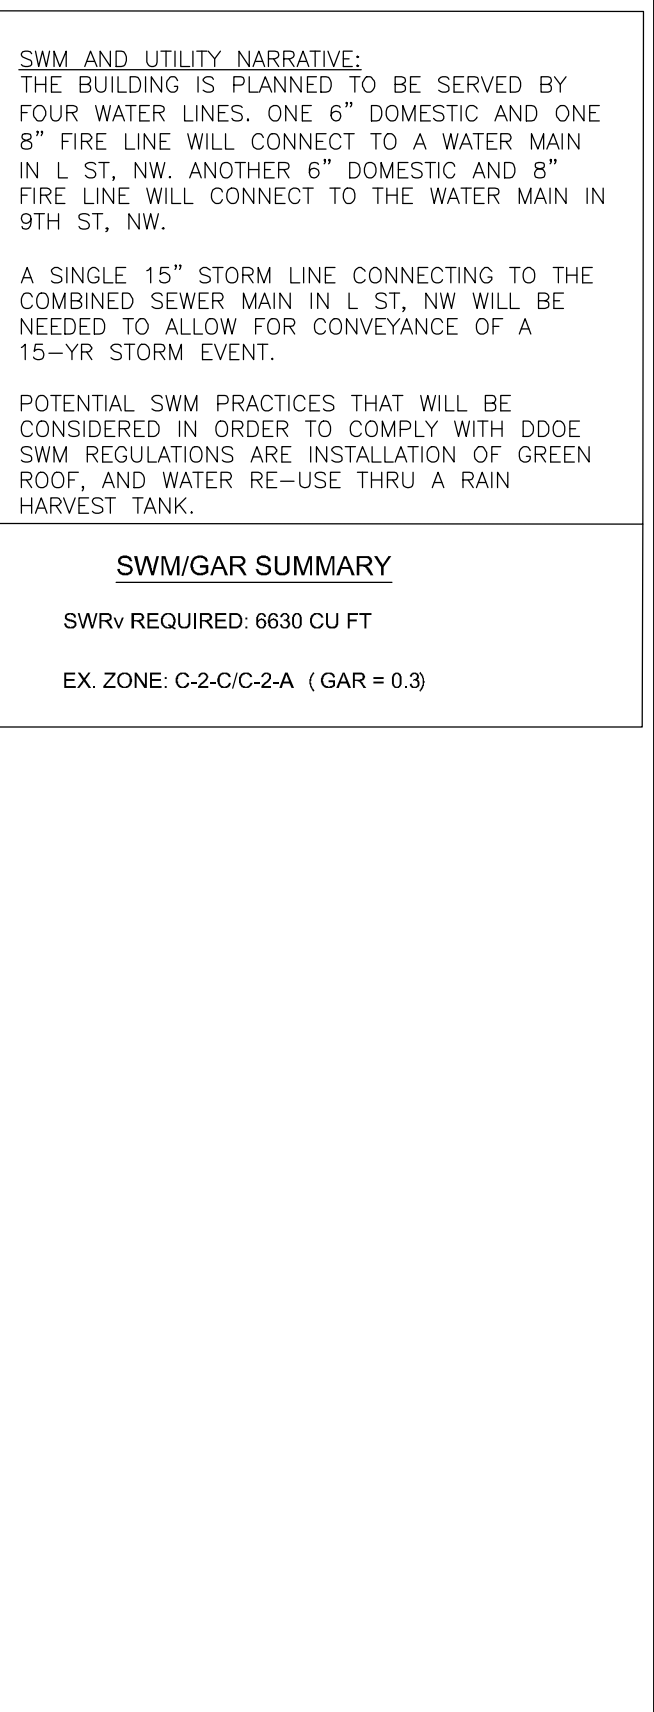 SWM AND UTILITY NARRATIVE:
THE BUILDING IS PLANNED TO BE SERVED BY
FOUR WATER LINES. ONE 6" DOMESTIC AND ONE
8" FIRE LINE WILL CONNECT TO A WATER MAIN
IN L ST, NW. ANOTHER 6" DOMESTIC AND 8"
FIRE LINE WILL CONNECT TO THE WATER MAIN IN
9TH ST, NW.
A SINGLE 15" STORM LINE CONNECTING TO THE
COMBINED SEWER MAIN IN L ST, NW WILL BE
NEEDED TO ALLOW FOR CONVEYANCE OF A
15-YR STORM EVENT.
POTENTIAL SWM PRACTICES THAT WILL BE
CONSIDERED IN ORDER TO COMPLY WITH DDOE
SWM REGULATIONS ARE INSTALLATION OF GREEN
ROOF, AND WATER RE-USE THRU A RAIN
HARVEST TANK.
SWM/GAR SUMMARY
SWRv REQUIRED: 6630 CU FT
EX. ZONE: C-2-C/C-2-A ( GAR = 0.3)